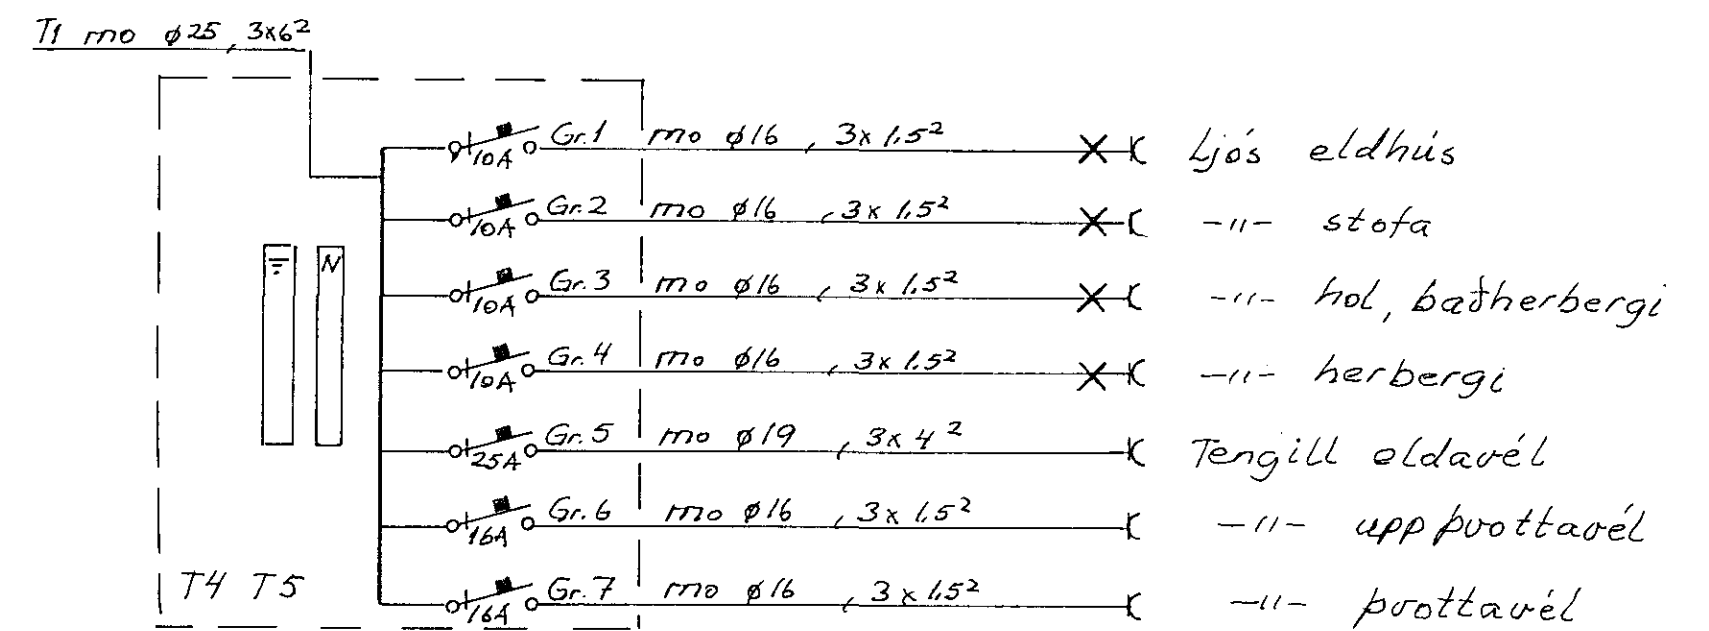 T1 mo ø25, 3x6²
10A Gr.1 mo ø16, 3x1,5² Ljós eldhús
10A Gr.2 mo ø16, 3x1,5² -"- stofa
N 10A Gr.3 mo ø16, 3x1,5² -"- hol, baðherbergi
10A Gr.4 mo ø16, 3x1,5² -"- herbergi
25A Gr.5 mo ø19, 3x4² Tengill eldavél
16A Gr.6 mo ø16, 3x1,5² -"- uppþvottavél
T4 T5 16A Gr.7 mo ø16, 3x1,5² -"- þvottavél